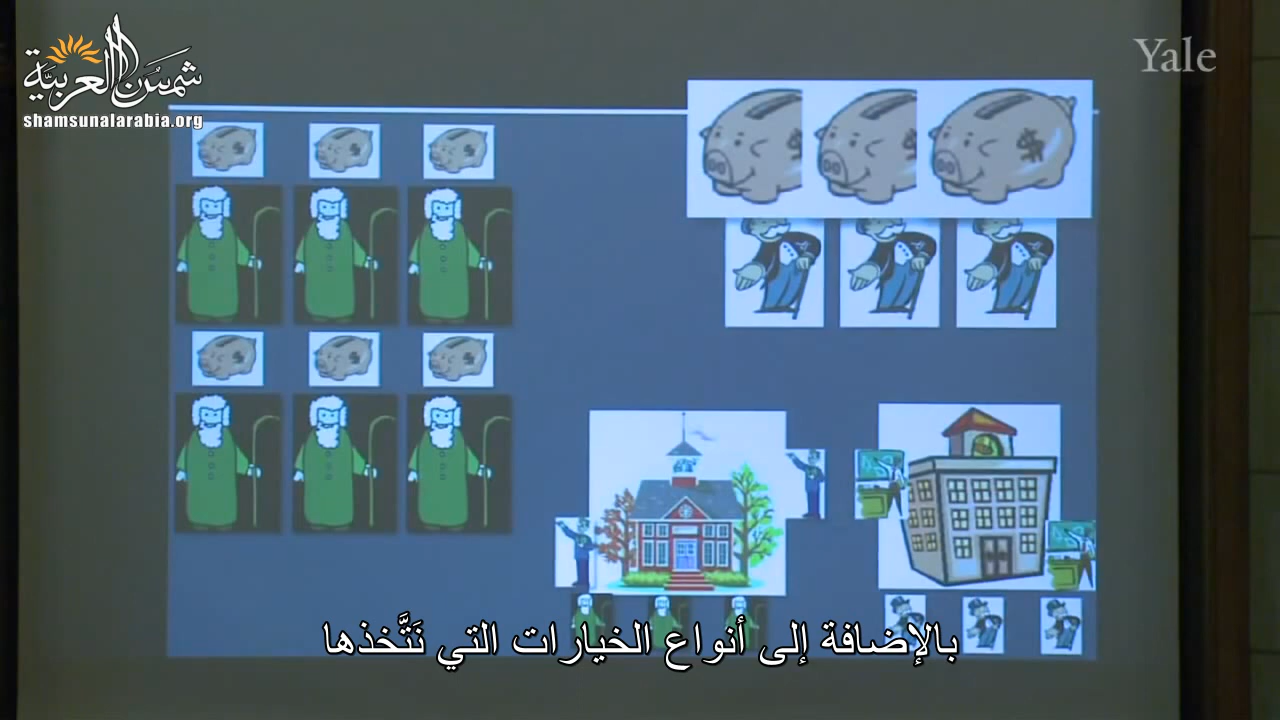 شمس العربية
shamsunalarabia.org
Yale
بالإضافة إلى أنواع الخيارات التي نَتَّخذها